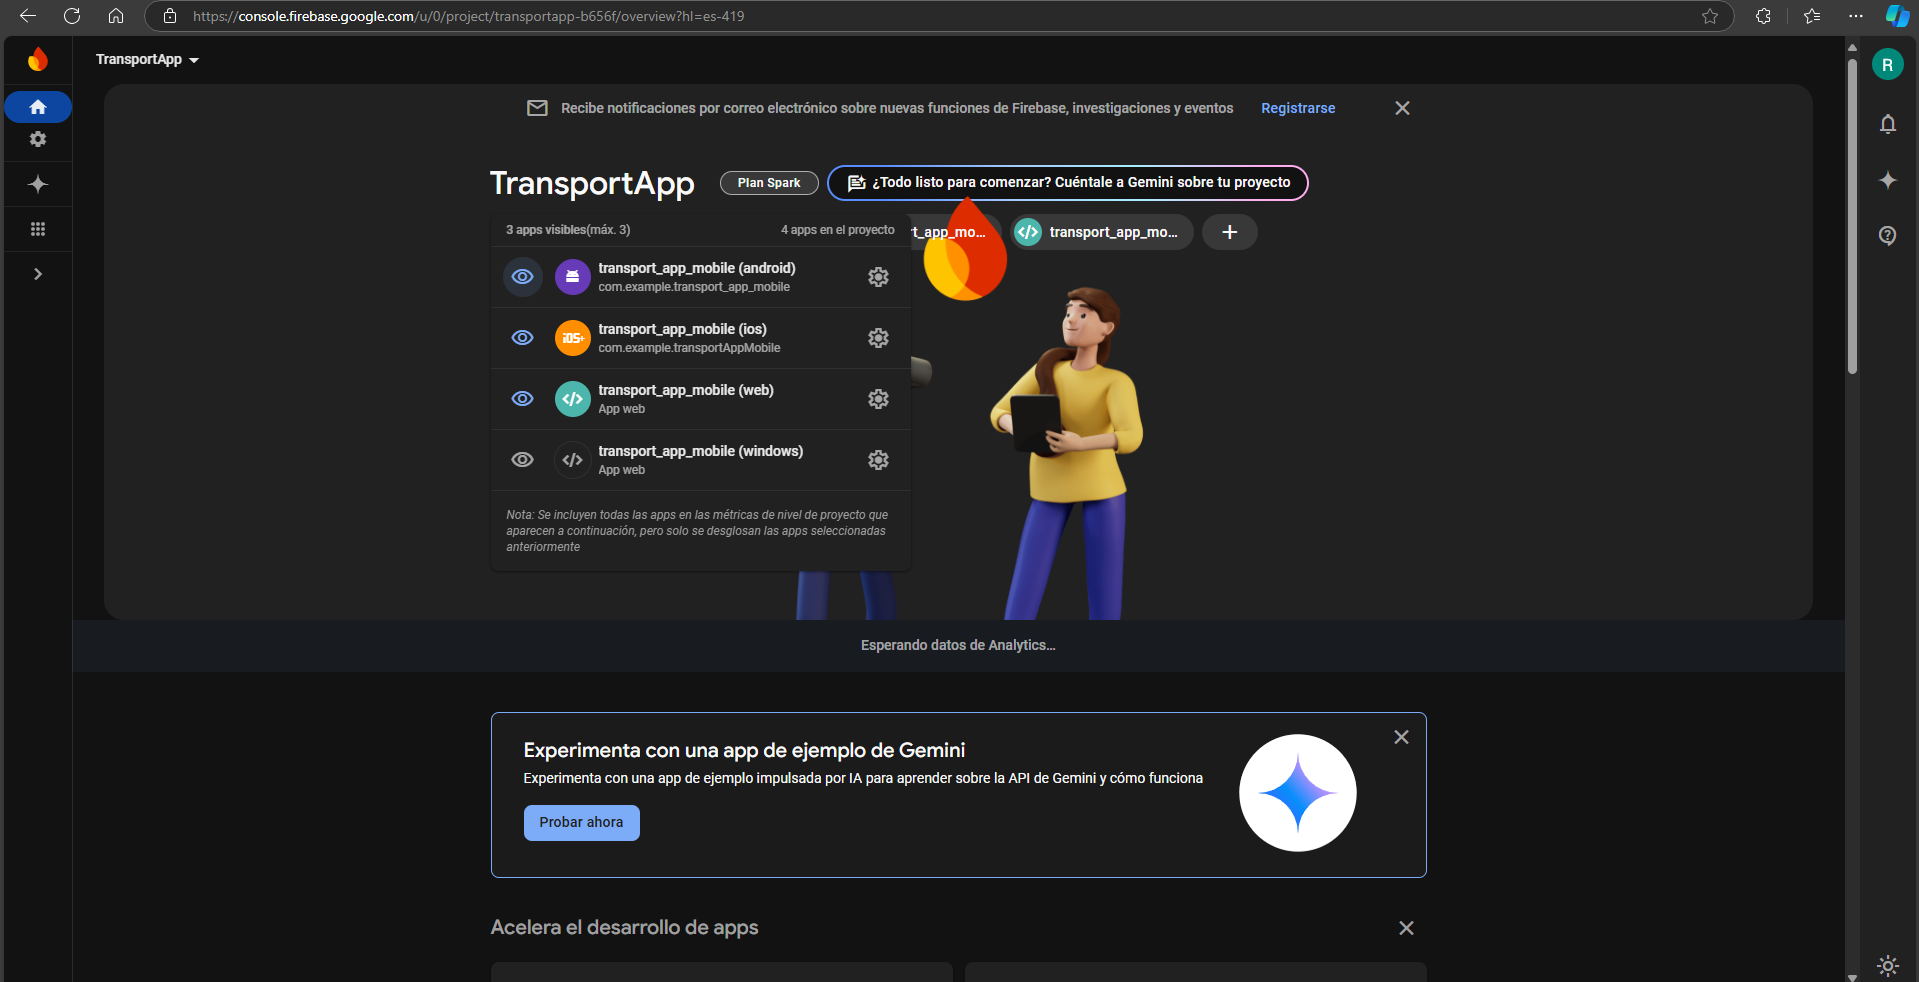 https://console.firebase.google.com/u/0/project/transportapp-b656f/overview?hl=es-419
TransportApp
R
Recibe notificaciones por correo electrónico sobre nuevas funciones de Firebase, investigaciones y eventos
Registrarse
TransportApp
Plan Spark
¿Todo listo para comenzar? Cuéntale a Gemini sobre tu proyecto
3 apps visibles(máx. 3)
4 apps en el proyecto
rt_app_mo...
transport_app_mo...
transport_app_mobile (android)
com.example.transport_app_mobile
iOS+
transport_app_mobile (ios)
com.example.transportAppMobile
transport_app_mobile (web)
App web
transport_app_mobile (windows)
App web
Nota: Se incluyen todas las apps en las métricas de nivel de proyecto que
aparecen a continuación, pero solo se desglosan las apps seleccionadas
anteriormente
Esperando datos de Analytics...
Experimenta con una app de ejemplo de Gemini
Experimenta con una app de ejemplo impulsada por IA para aprender sobre la API de Gemini y cómo funciona
Probar ahora
Acelera el desarrollo de apps